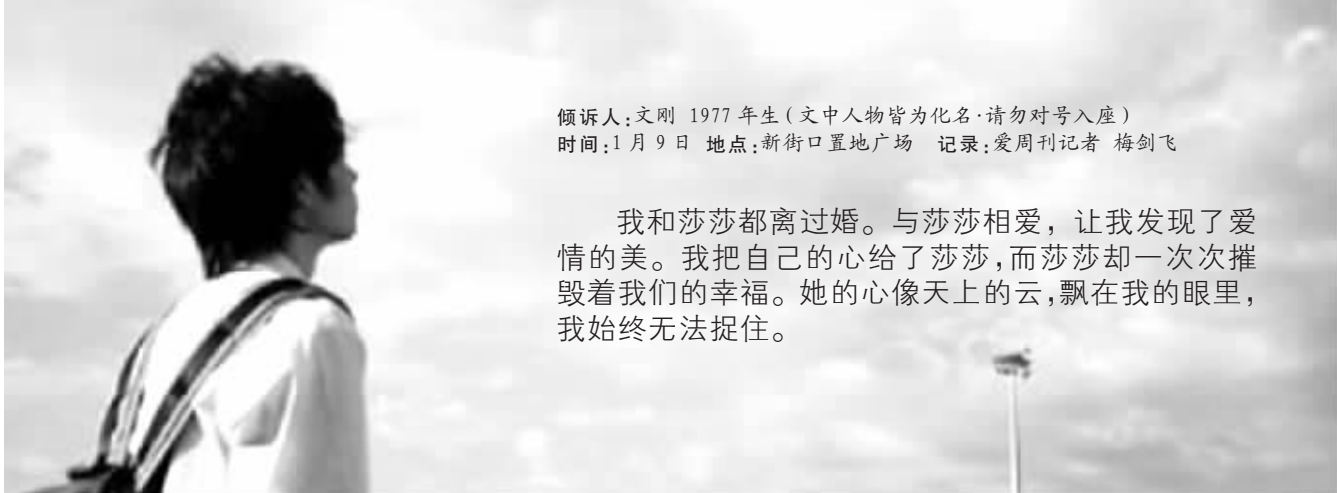 倾诉人:文刚 1977年生(文中人物皆为化名·请勿对号入座)
时间:1月9日 地点:新街口置地广场 记录:爱周刊记者 梅剑飞
我和莎莎都离过婚。与莎莎相爱，让我发现了爱
情的美。我把自己的心给了莎莎,而莎莎却一次次摧
毁着我们的幸福。她的心像天上的云,飘在我的眼里,
我始终无法捉住。